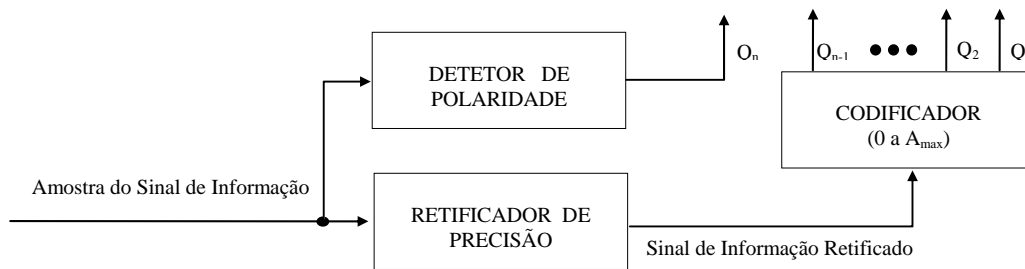 DETETOR DE
POLARIDADE
Qn
Qn-1
Q2
Q
CODIFICADOR
(0 a Amax)
Amostra do Sinal de Informação
RETIFICADOR DE
PRECISÃO
Sinal de Informação Retificado